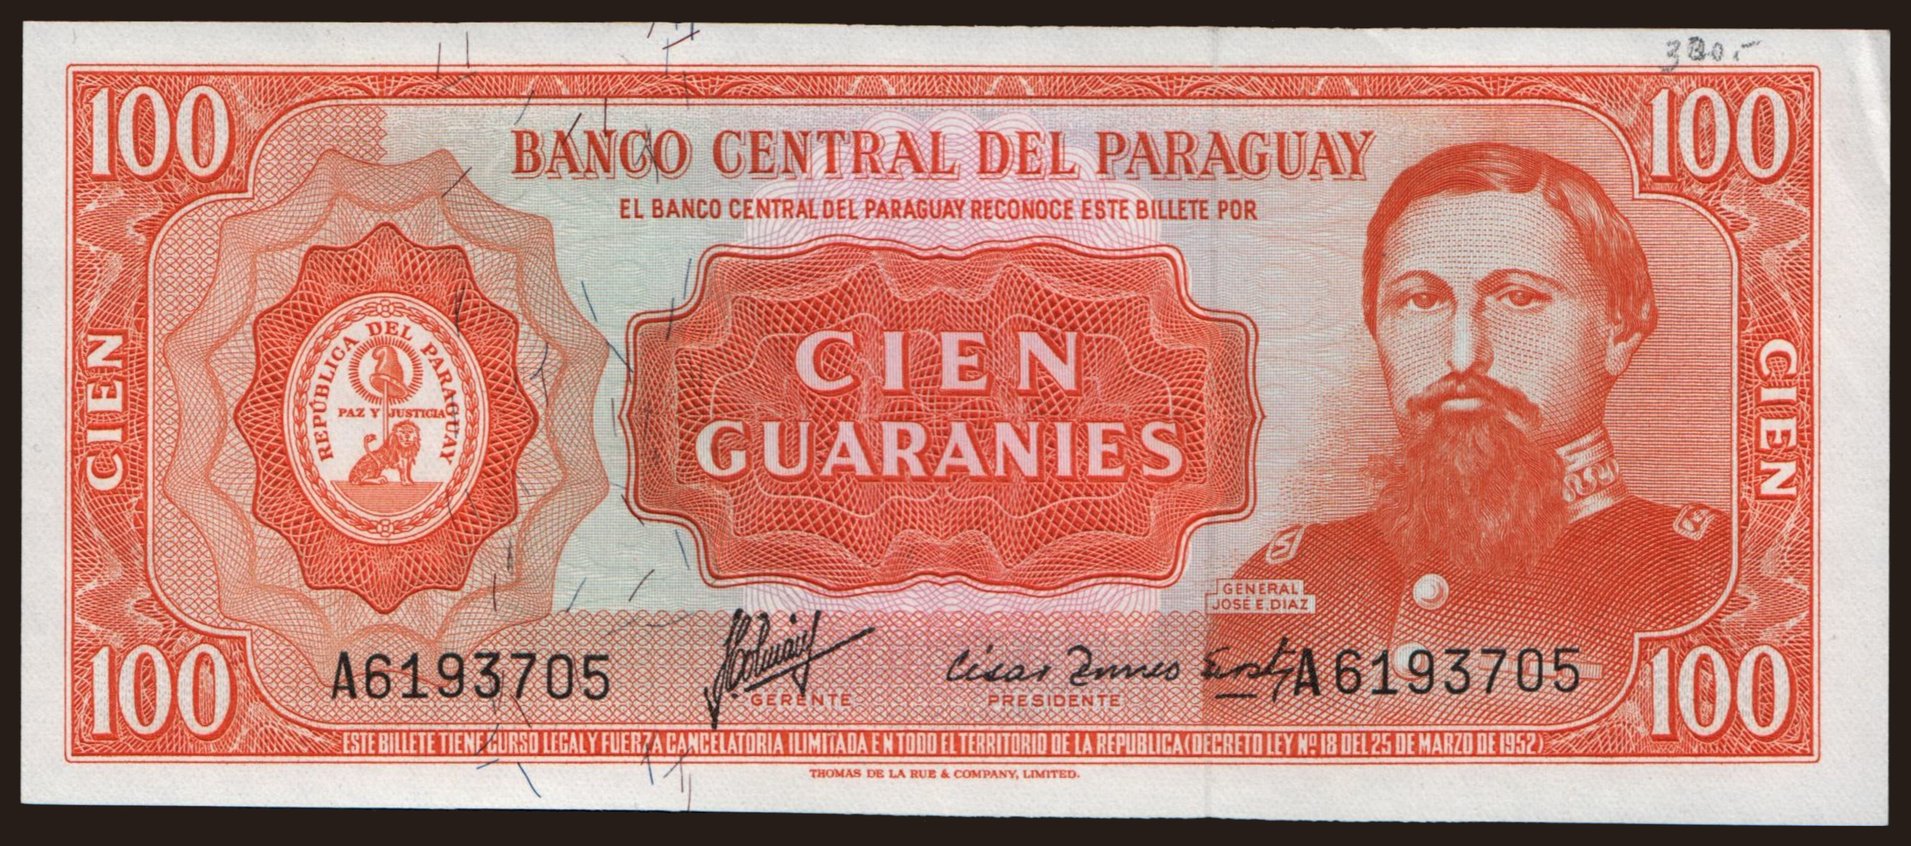 330.-
100
100
BANCO CENTRAL DEL PARAGUAY
EL BANCO CENTRAL DEL PARAGUAY RECONOCE ESTE BILLETE POR
REPÚBLICA DEL PARAGUAY
PAZ Y JUSTICIA
CIEN
CIEN
GUARANIES
CIEN
GENERAL
JOSÉ E. DIAZ
A6193705
A6193705
GERENTE
PRESIDENTE
100
100
ESTE BILLETE TIENE CURSO LEGAL Y FUERZA CANCELATORIA ILIMITADA EN TODO EL TERRITORIO DE LA REPUBLICA (DECRETO LEY Nº 18 DEL 25 DE MARZO DE 1952)
THOMAS DE LA RUE & COMPANY, LIMITED.